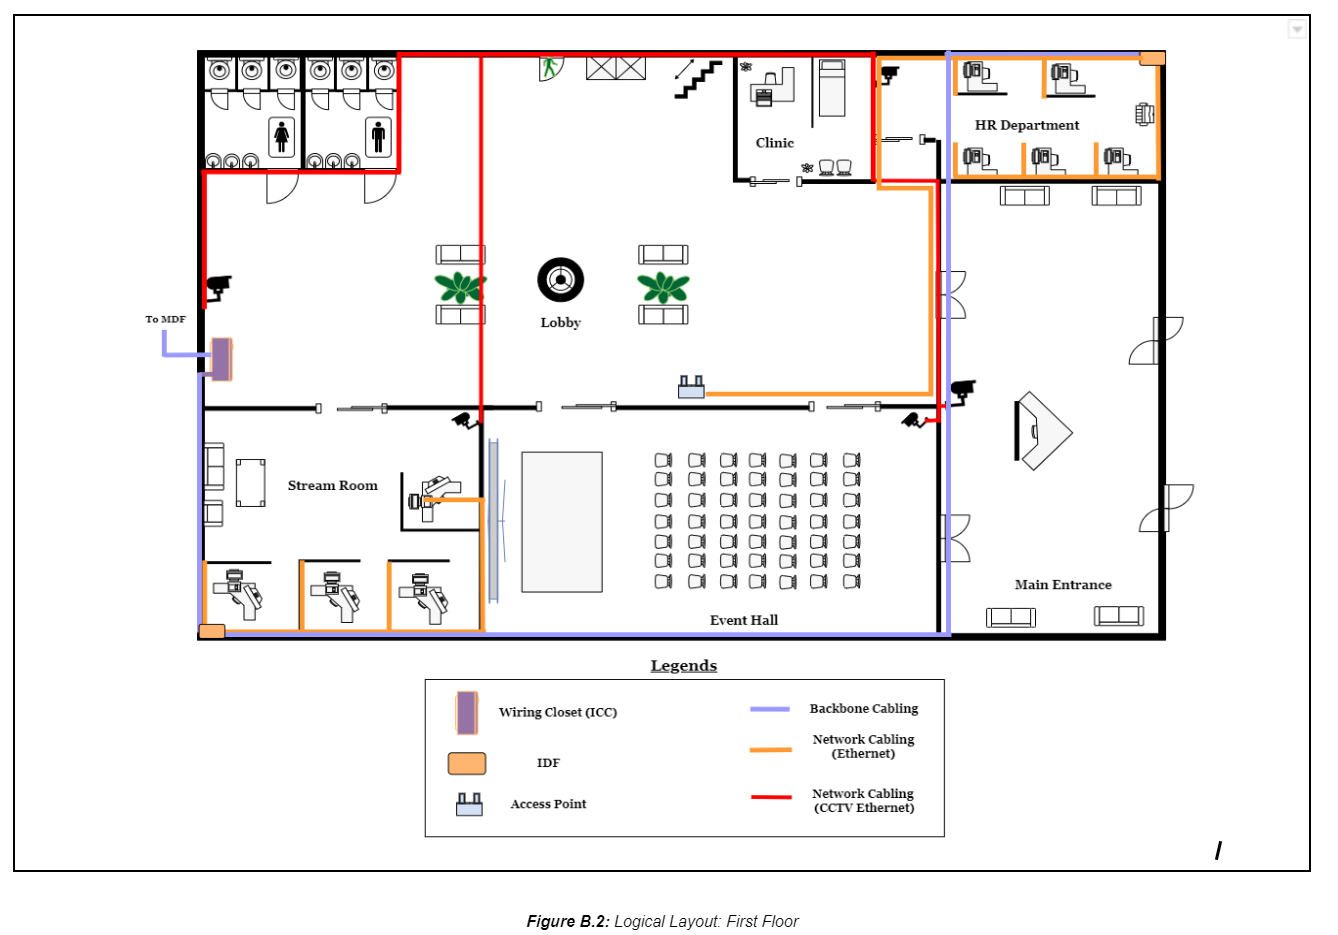 Clinic
HR Department
To MDF
Lobby
Stream Room
Main Entrance
Event Hall
Legends
Wiring Closet (ICC)
Backbone Cabling
Network Cabling
(Ethernet)
IDF
Access Point
Network Cabling
(CCTV Ethernet)
/
Figure B.2: Logical Layout: First Floor